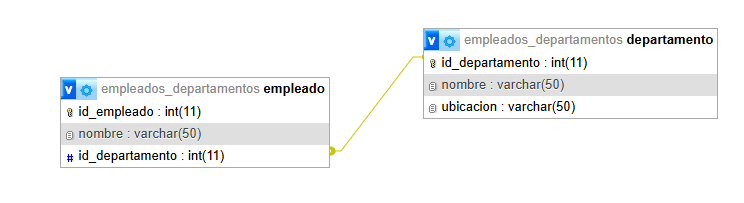 empleados_departamentos departamento
id_departamento : int(11)
nombre : varchar(50)
ubicacion : varchar(50)
empleados_departamentos empleado
id_empleado : int(11)
nombre : varchar(50)
# id_departamento : int(11)